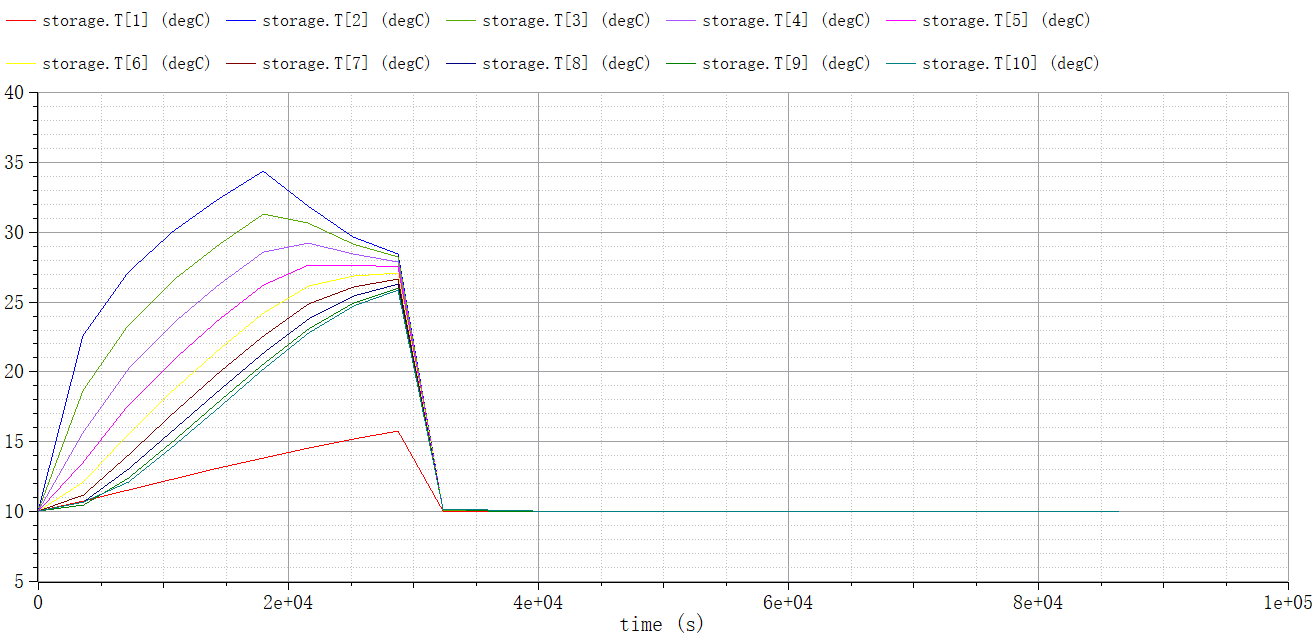 storage.T[1] (degC) storage.T[2] (degC) storage.T[3] (degC) storage.T[4] (degC) storage.T[5] (degC)
storage.T[6] (degC) storage.T[7] (degC) storage.T[8] (degC) storage.T[9] (degC) storage.T[10] (degC)
40
35
30
25
20
15
10
5
0 2e+04 4e+04 6e+04 8e+04 1e+05
time (s)